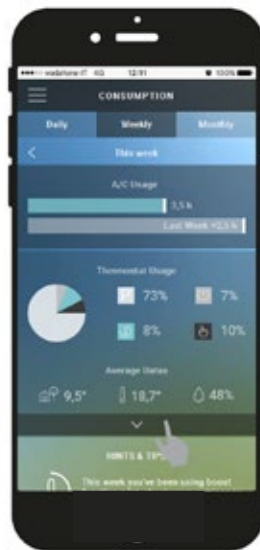 vodafone IT 4G 12:01 100%
CONSUMPTION
Daily Weekly Monthly
This week
A/C Usage
3,5 h
Last Week +2,5 h
Thermostat Usage
73% 7%
8% 10%
Average Datas
9,5° 18,7° 48%
HINTS & TIPS
This week you've been using boost